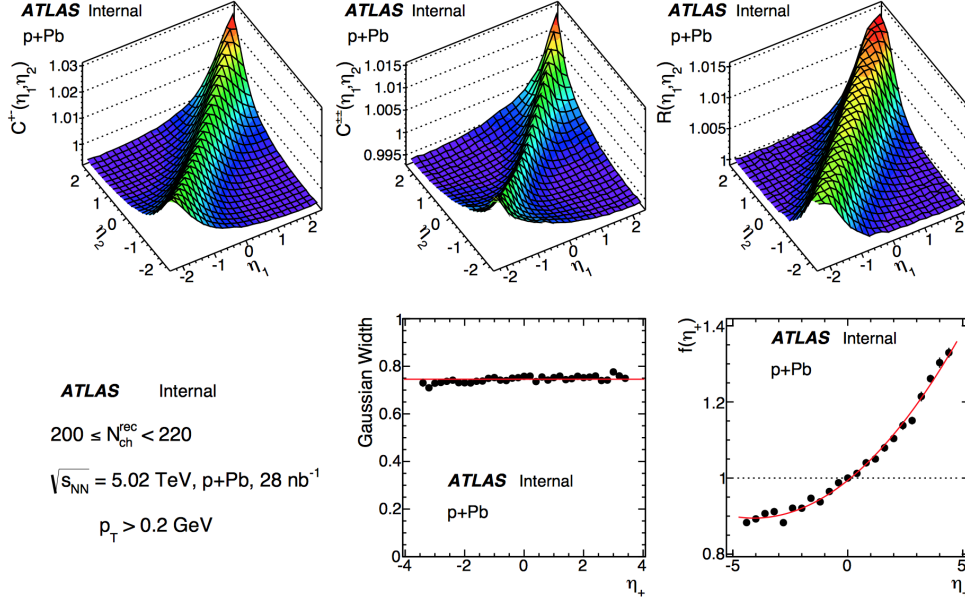 ATLAS Internal
p+Pb
C⁺⁻(η₁,η₂)
1.03
1.02
1.01
1
2
1
0
-1
-2
η₂
-2
-1
0
1
2
η₁
ATLAS Internal
p+Pb
C^±±(η₁,η₂)
1.015
1.01
1.005
1
0.995
2
1
0
-1
-2
η₂
-2
-1
0
1
2
η₁
ATLAS Internal
p+Pb
R(η₁,η₂)
1.015
1.01
1.005
1
2
1
0
-1
-2
η₂
-2
-1
0
1
2
η₁
ATLAS Internal
200 ≤ N_ch^rec < 220
√s_NN = 5.02 TeV, p+Pb, 28 nb⁻¹
p_T > 0.2 GeV
Gaussian Width
1
0.8
0.6
0.4
0.2
0
ATLAS Internal
p+Pb
-4
-2
0
2
4
η₊
f(η₊)
1.4
1.2
1
0.8
ATLAS Internal
p+Pb
-5
0
5